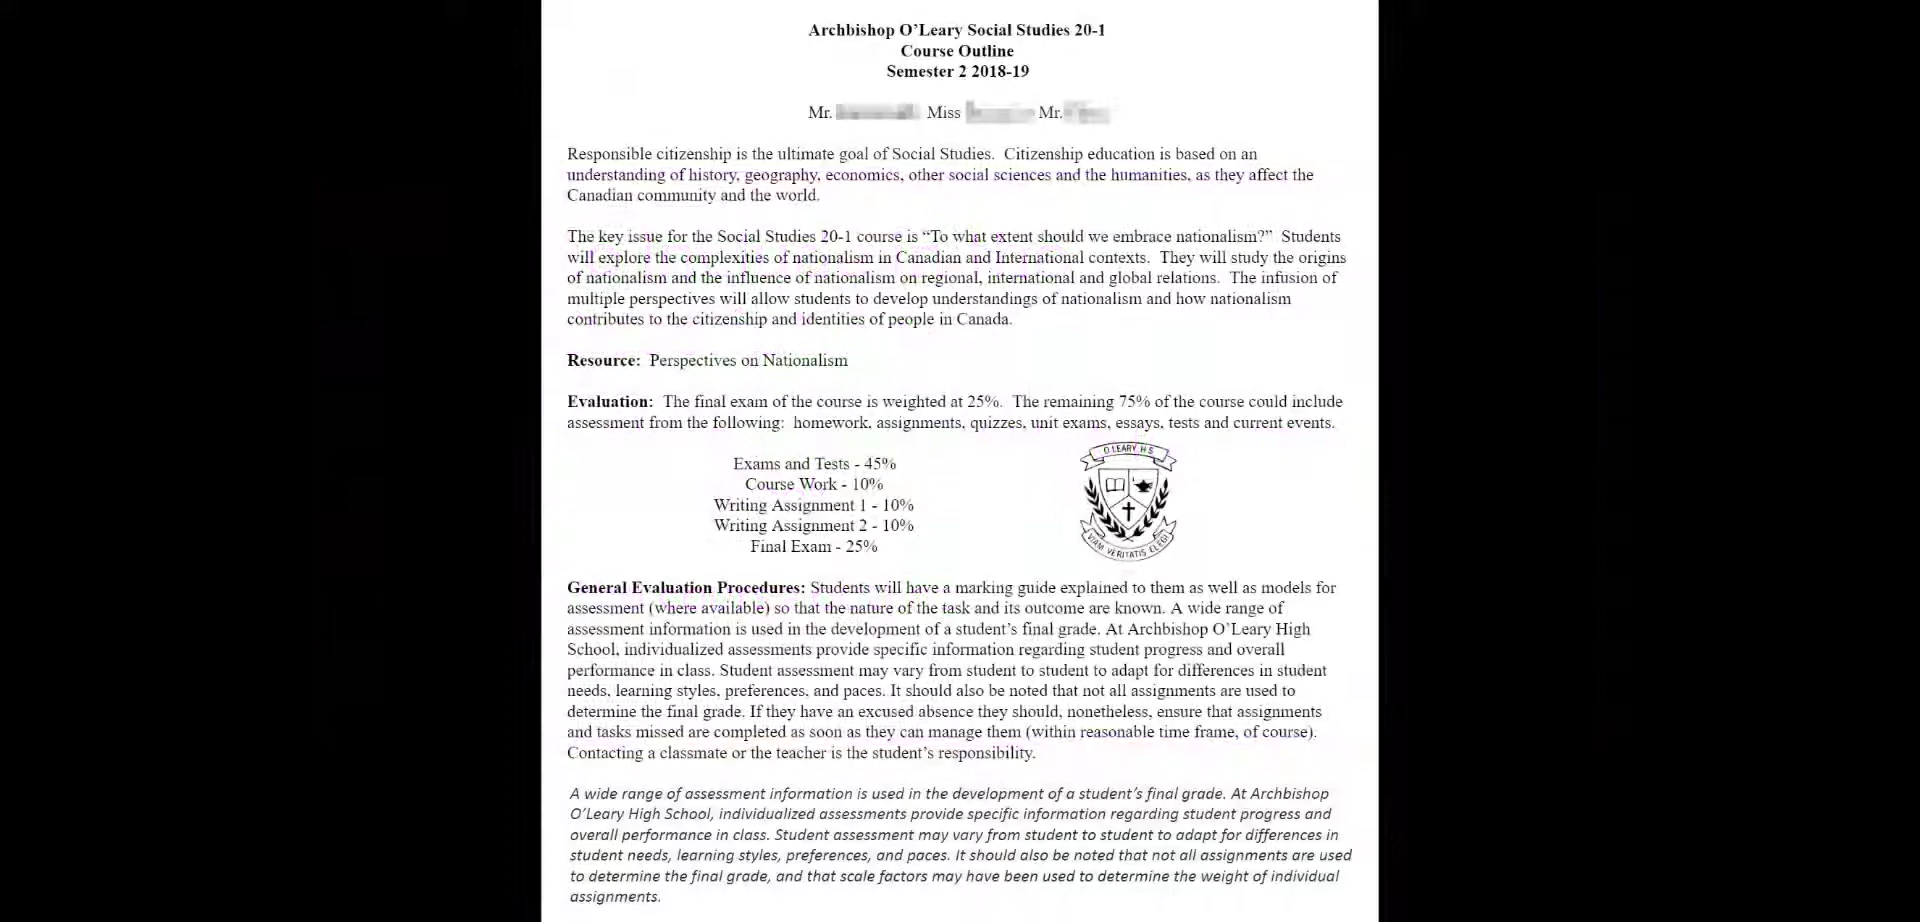 Archbishop O’Leary Social Studies 20-1
Course Outline
Semester 2 2018-19
Mr. Miss Mr.
Responsible citizenship is the ultimate goal of Social Studies.  Citizenship education is based on an
understanding of history, geography, economics, other social sciences and the humanities, as they affect the
Canadian community and the world.
The key issue for the Social Studies 20-1 course is “To what extent should we embrace nationalism?”  Students
will explore the complexities of nationalism in Canadian and International contexts.  They will study the origins
of nationalism and the influence of nationalism on regional, international and global relations.  The infusion of
multiple perspectives will allow students to develop understandings of nationalism and how nationalism
contributes to the citizenship and identities of people in Canada.
Resource:  Perspectives on Nationalism
Evaluation:  The final exam of the course is weighted at 25%.  The remaining 75% of the course could include
assessment from the following:  homework, assignments, quizzes, unit exams, essays, tests and current events.
Exams and Tests - 45%
Course Work - 10%
Writing Assignment 1 - 10%
Writing Assignment 2 - 10%
Final Exam - 25%
O LEARY H S
VIAM VERITATIS ELEGI
General Evaluation Procedures: Students will have a marking guide explained to them as well as models for
assessment (where available) so that the nature of the task and its outcome are known. A wide range of
assessment information is used in the development of a student’s final grade. At Archbishop O’Leary High
School, individualized assessments provide specific information regarding student progress and overall
performance in class. Student assessment may vary from student to student to adapt for differences in student
needs, learning styles, preferences, and paces. It should also be noted that not all assignments are used to
determine the final grade. If they have an excused absence they should, nonetheless, ensure that assignments
and tasks missed are completed as soon as they can manage them (within reasonable time frame, of course).
Contacting a classmate or the teacher is the student’s responsibility.
A wide range of assessment information is used in the development of a student’s final grade. At Archbishop
O’Leary High School, individualized assessments provide specific information regarding student progress and
overall performance in class. Student assessment may vary from student to student to adapt for differences in
student needs, learning styles, preferences, and paces. It should also be noted that not all assignments are used
to determine the final grade, and that scale factors may have been used to determine the weight of individual
assignments.